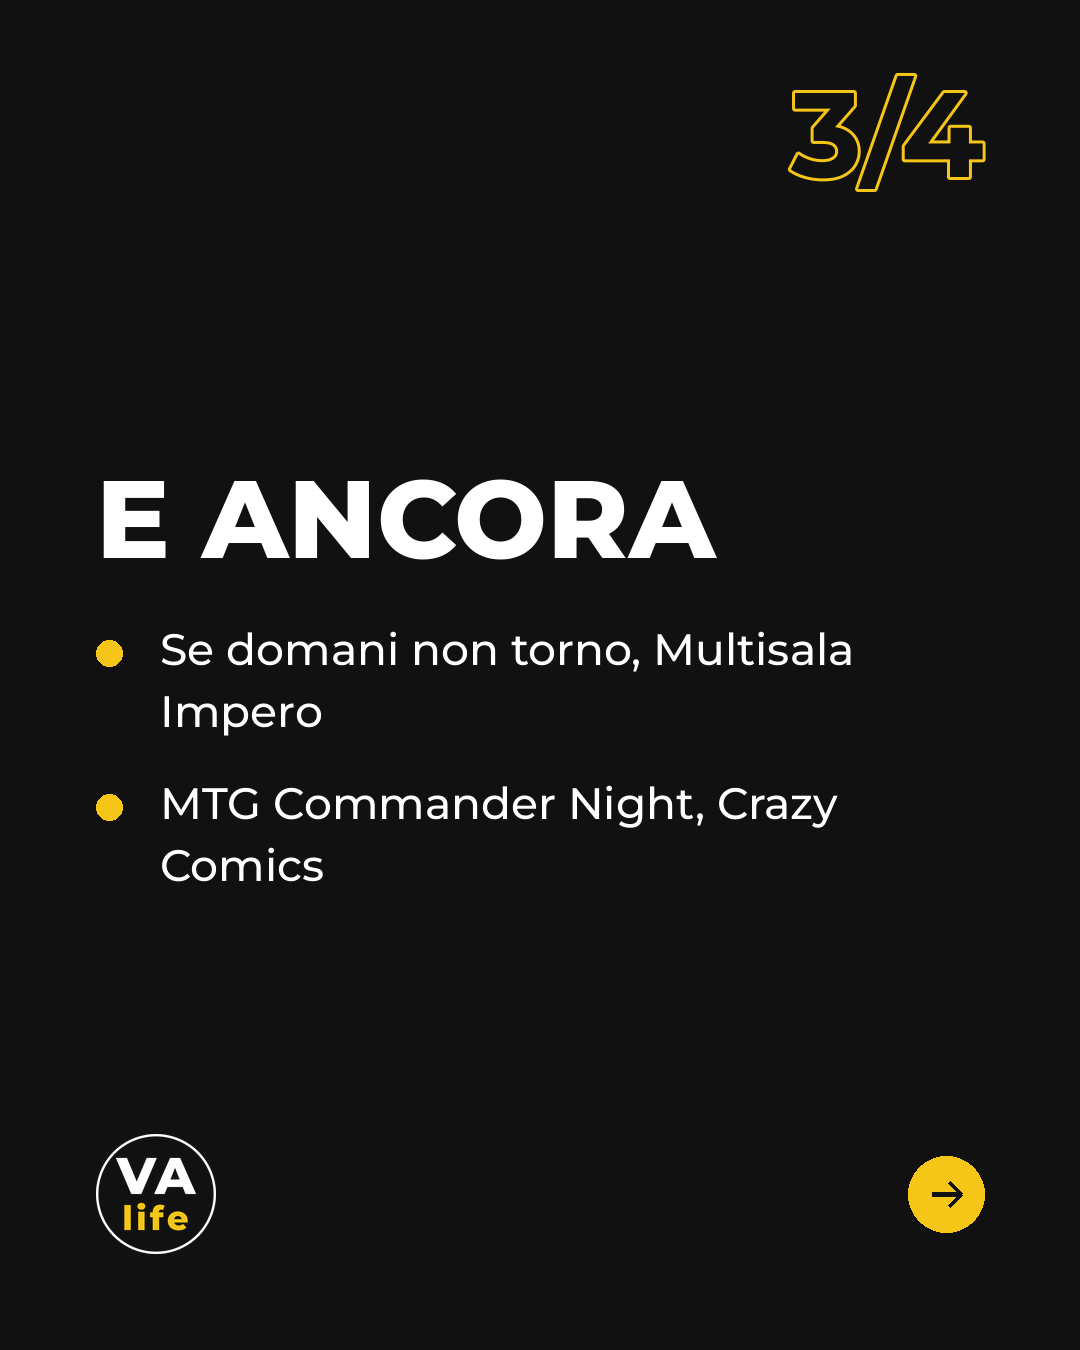 3/4
E ANCORA
Se domani non torno, Multisala
Impero
MTG Commander Night, Crazy
Comics
VA
life